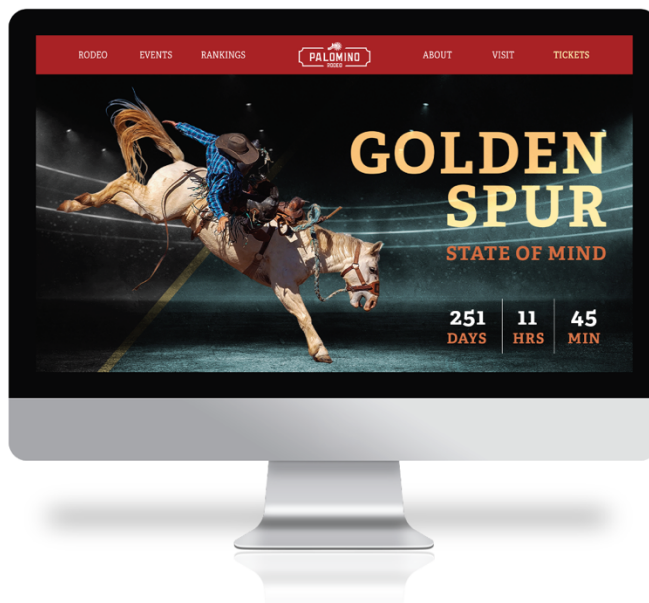 RODEO EVENTS RANKINGS PALOMINO RODEO ABOUT VISIT TICKETS
GOLDEN
SPUR
STATE OF MIND
251 11 45
DAYS HRS MIN